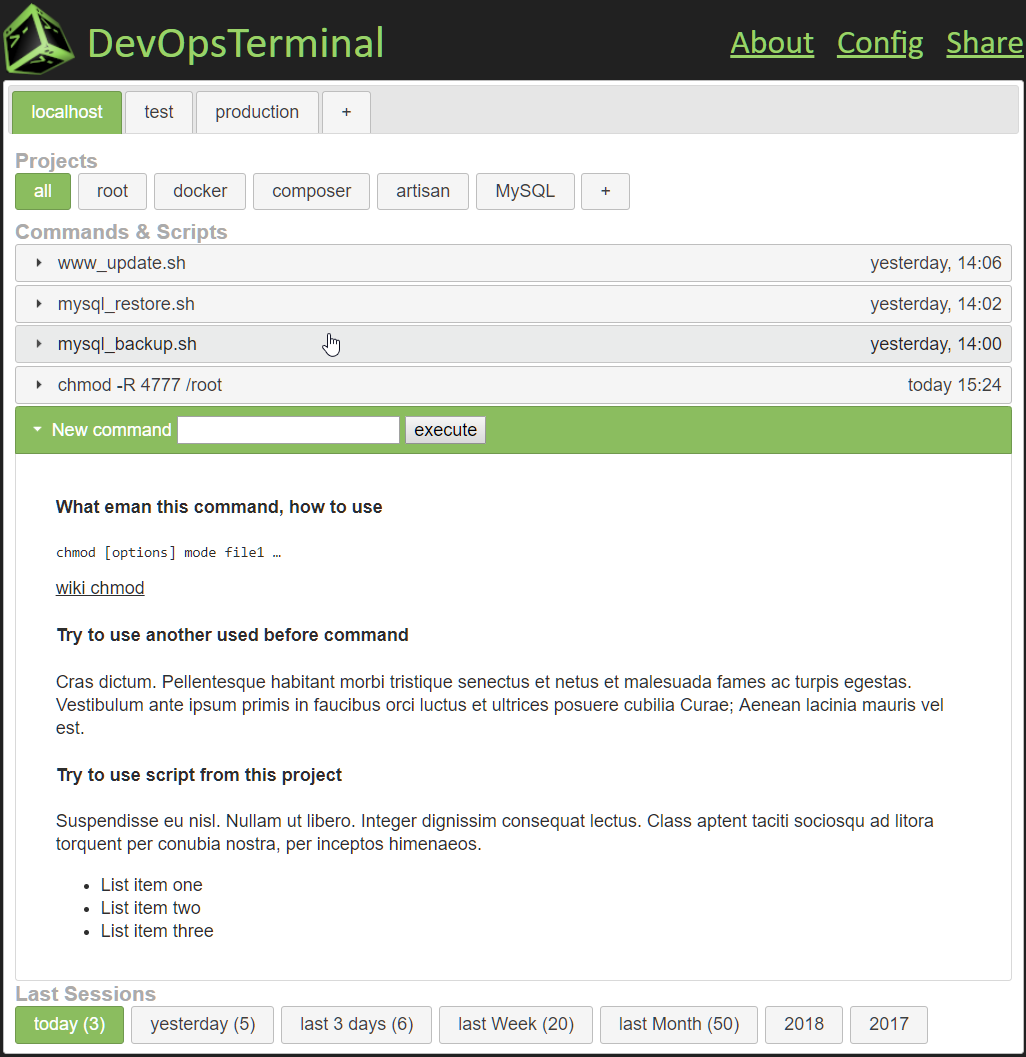 DevOpsTerminal
About Config Share
localhost test production +
Projects
all root docker composer artisan MySQL +
Commands & Scripts
www_update.sh yesterday, 14:06
mysql_restore.sh yesterday, 14:02
mysql_backup.sh yesterday, 14:00
chmod -R 4777 /root today 15:24
New command execute
What eman this command, how to use
chmod [options] mode file1 …
wiki chmod
Try to use another used before command
Cras dictum. Pellentesque habitant morbi tristique senectus et netus et malesuada fames ac turpis egestas.
Vestibulum ante ipsum primis in faucibus orci luctus et ultrices posuere cubilia Curae; Aenean lacinia mauris vel
est.
Try to use script from this project
Suspendisse eu nisl. Nullam ut libero. Integer dignissim consequat lectus. Class aptent taciti sociosqu ad litora
torquent per conubia nostra, per inceptos himenaeos.
• List item one
• List item two
• List item three
Last Sessions
today (3) yesterday (5) last 3 days (6) last Week (20) last Month (50) 2018 2017